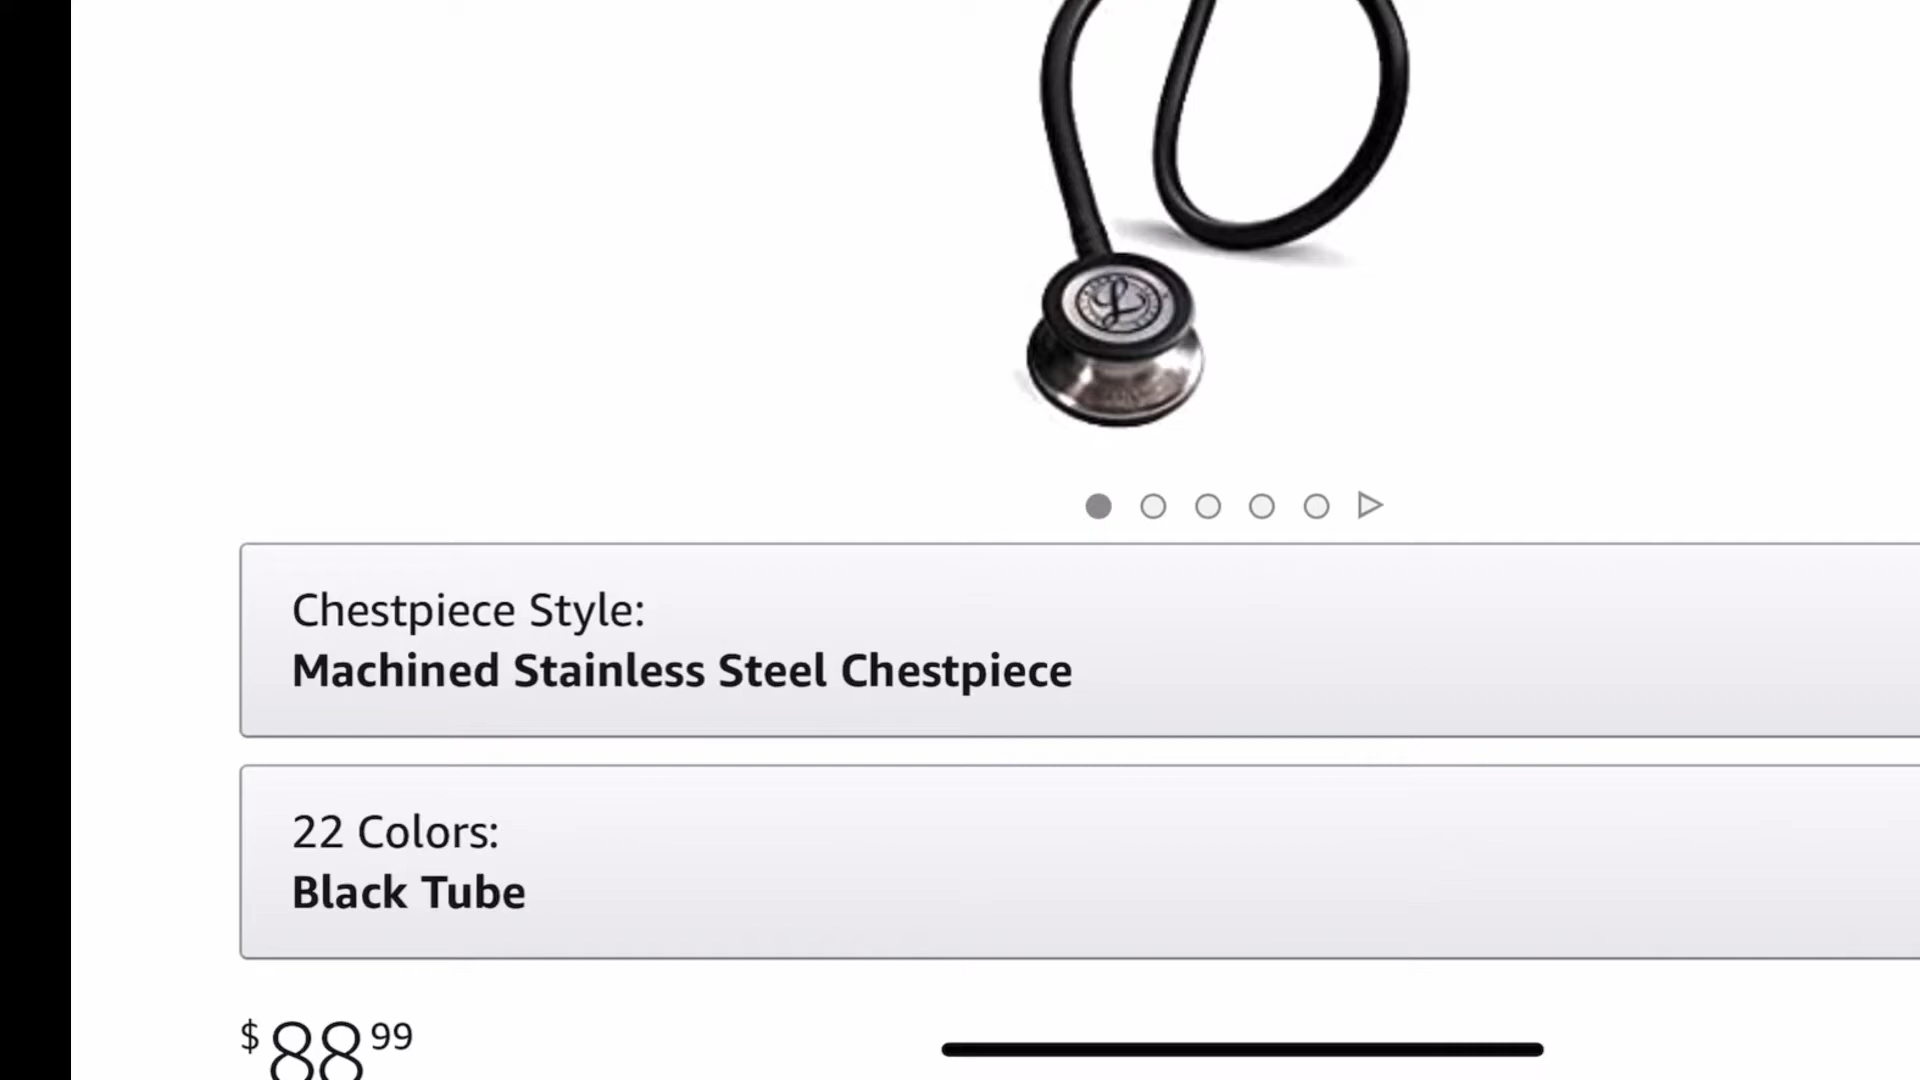 Chestpiece Style:
Machined Stainless Steel Chestpiece
22 Colors:
Black Tube
$88 99